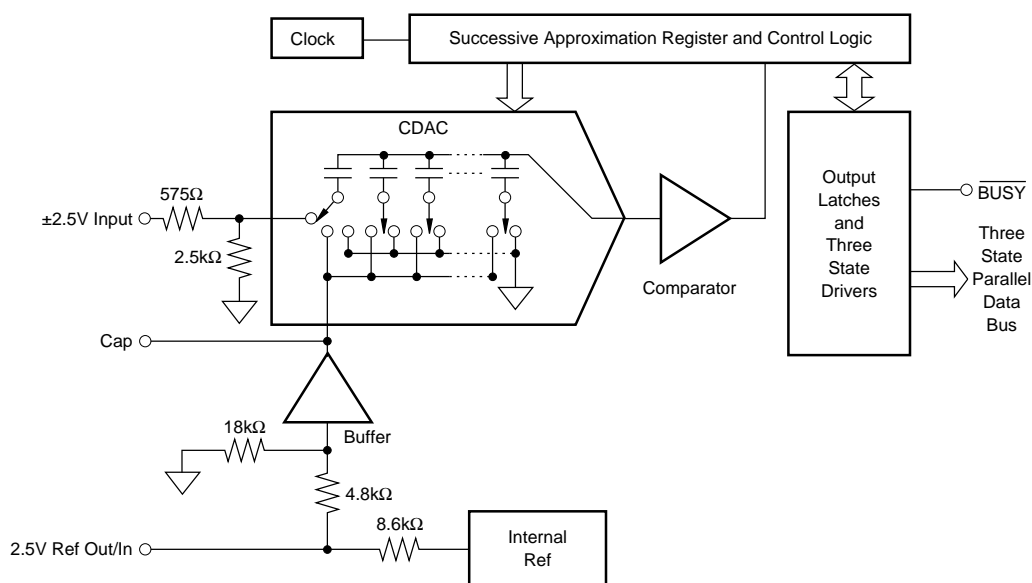 Clock
Successive Approximation Register and Control Logic
CDAC
575Ω
±2.5V Input
2.5kΩ
Comparator
Output
Latches
and
Three
State
Drivers
BUSY
Three
State
Parallel
Data
Bus
Cap
Buffer
18kΩ
4.8kΩ
2.5V Ref Out/In
8.6kΩ
Internal
Ref